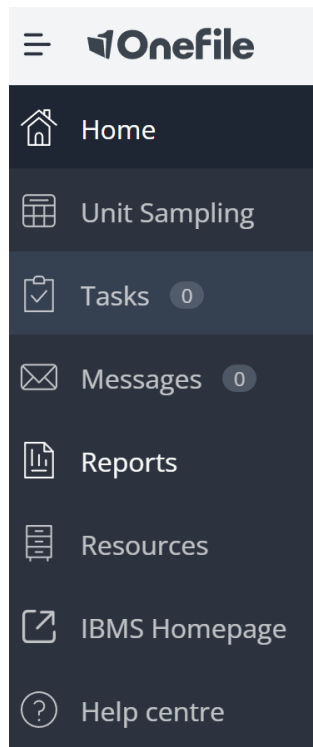 Onefile
Home
Unit Sampling
Tasks 0
Messages 0
Reports
Resources
IBMS Homepage
? Help centre